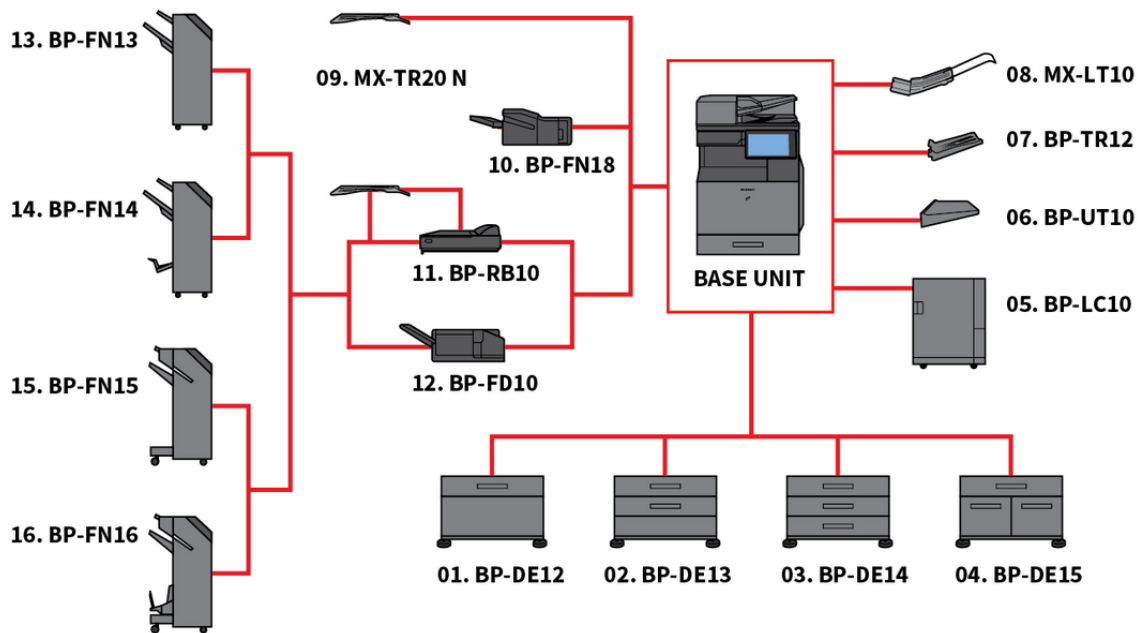 13. BP-FN13
09. MX-TR20 N
08. MX-LT10
07. BP-TR12
10. BP-FN18
14. BP-FN14
06. BP-UT10
11. BP-RB10
BASE UNIT
05. BP-LC10
15. BP-FN15
12. BP-FD10
16. BP-FN16
01. BP-DE12
02. BP-DE13
03. BP-DE14
04. BP-DE15